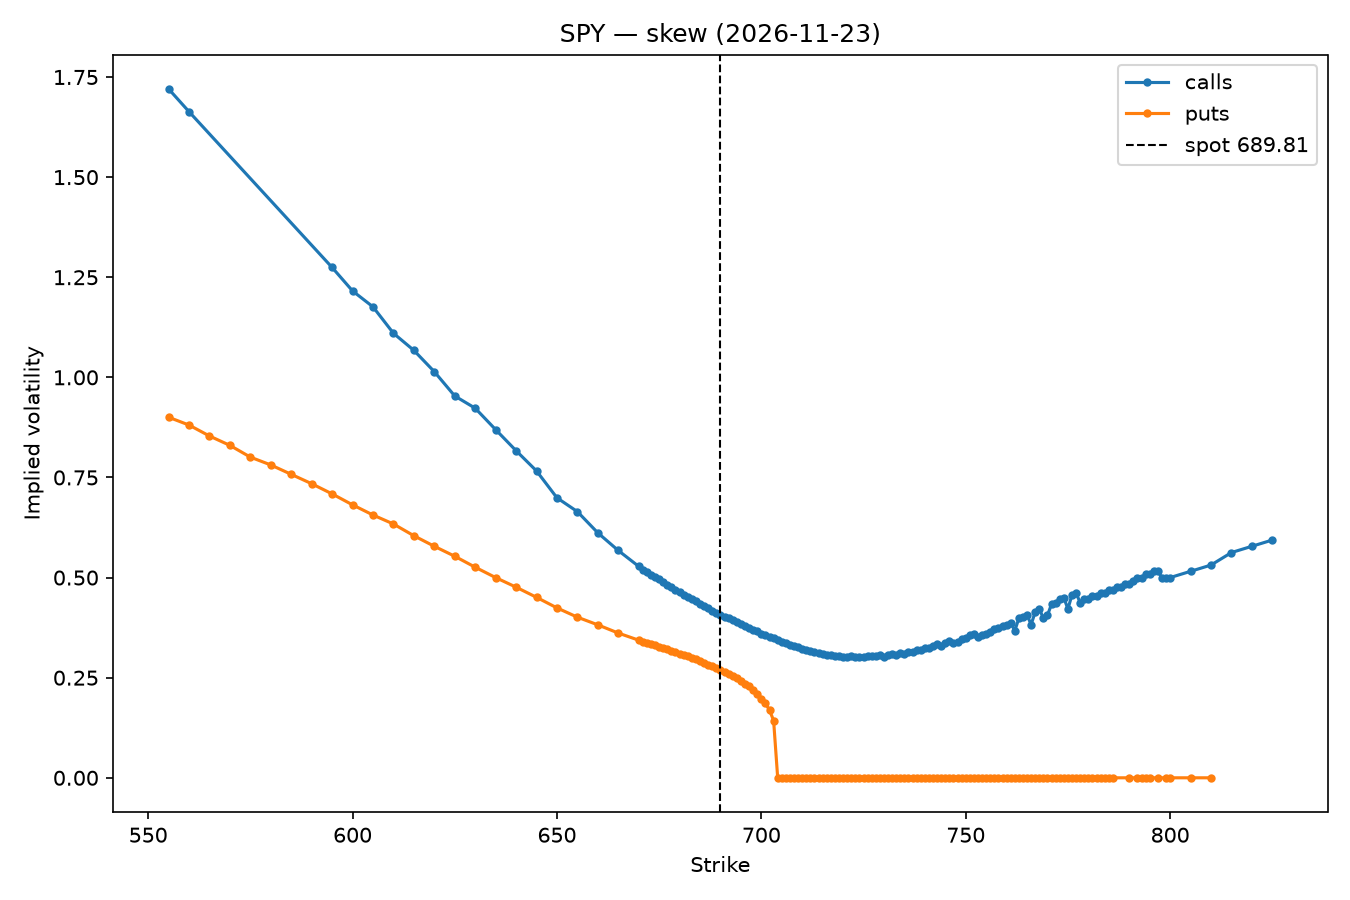 SPY — skew (2026-11-23)
calls
puts
spot 689.81
Implied volatility
1.75
1.50
1.25
1.00
0.75
0.50
0.25
0.00
550 600 650 700 750 800
Strike